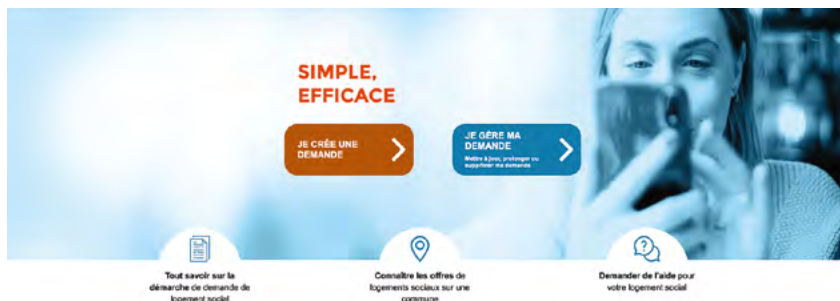 SIMPLE,
EFFICACE
JE CRÉE UNE
DEMANDE
JE GÈRE MA
DEMANDE
Mettre à jour, prolonger ou
supprimer ma demande
Tout savoir sur la
démarche de demande de
logement social
Connaître les offres de
logements sociaux sur une
commune
Demander de l'aide pour
votre logement social